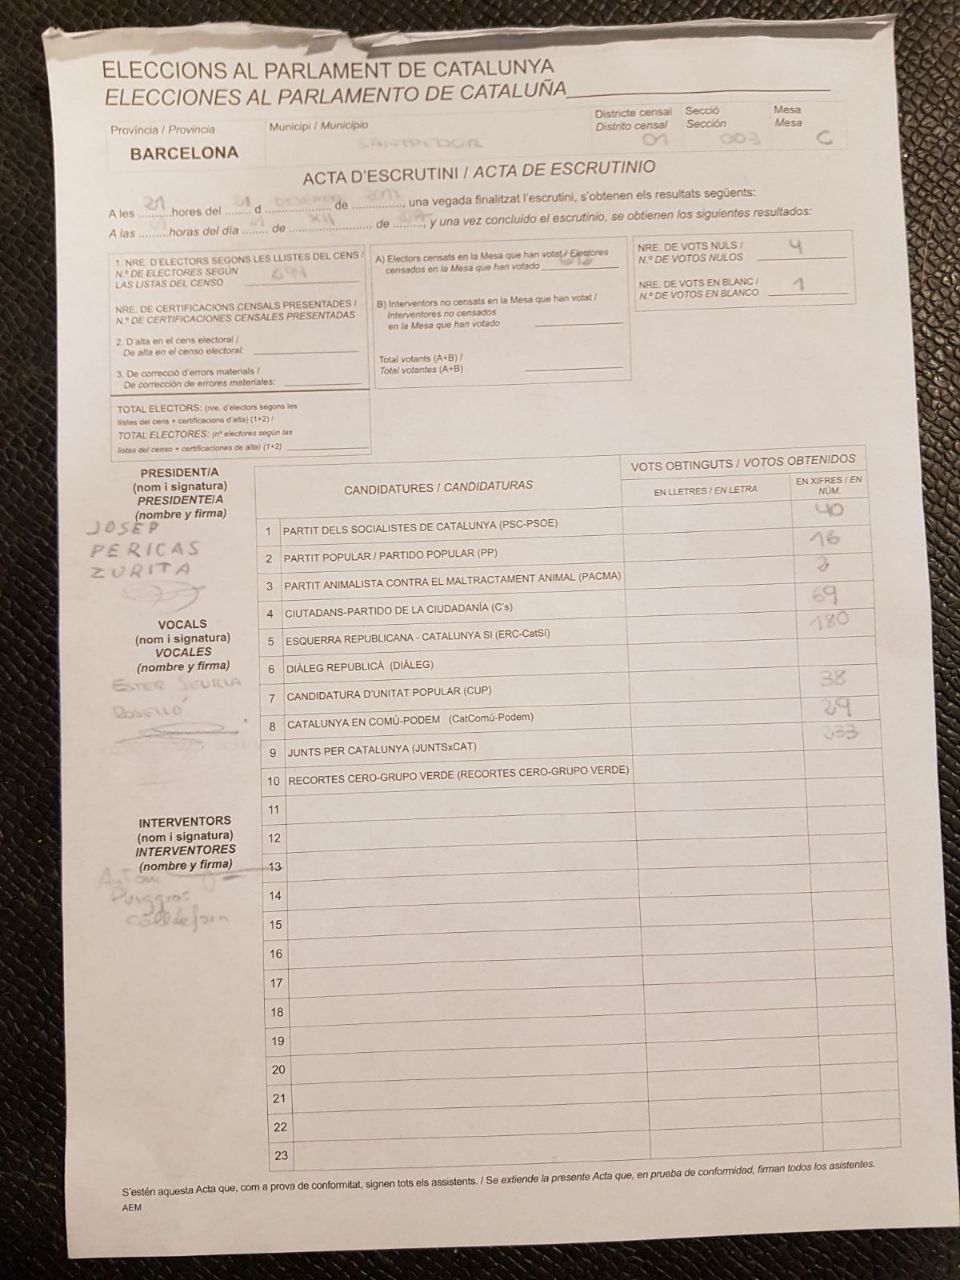 ELECCIONS AL PARLAMENT DE CATALUNYA
ELECCIONES AL PARLAMENTO DE CATALUÑA
Provincia / Provincia
BARCELONA
Municipi / Municipio
SANTPEDOR
Districte censal
Distrito censal
01
Secció
Sección
003
Mesa
Mesa
C
ACTA D'ESCRUTINI / ACTA DE ESCRUTINIO
A les 21 hores del 21 d desembre de 2017, una vegada finalitzat l'escrutini, s'obtenen els resultats següents:
A las ........horas del día ....... de XII de ........, y una vez concluido el escrutinio, se obtienen los siguientes resultados:
1. NRE. D'ELECTORS SEGONS LES LLISTES DEL CENS /
N.º DE ELECTORES SEGÚN
LAS LISTAS DEL CENSO
NRE. DE CERTIFICACIONS CENSALS PRESENTADES /
N.º DE CERTIFICACIONES CENSALES PRESENTADAS
2. D'alta en el cens electoral /
De alta en el censo electoral:
3. De correcció d'errors materials /
De corrección de errores materiales:
TOTAL ELECTORS: (nre. d'electors segons les
llistes del cens + certificacions d'alta) (1+2) /
TOTAL ELECTORES: (nº electores según las
listas del censo + certificaciones de alta) (1+2)
A) Electors censats en la Mesa que han votat / Electores
censados en la Mesa que han votado
B) Interventors no censats en la Mesa que han votat /
Interventores no censados
en la Mesa que han votado
Total votants (A+B) /
Total votantes (A+B)
NRE. DE VOTS NULS /
N.º DE VOTOS NULOS 4
NRE. DE VOTS EN BLANC /
N.º DE VOTOS EN BLANCO 1
PRESIDENT/A
(nom i signatura)
PRESIDENTE/A
(nombre y firma)
JOSEP
PERICAS
ZURITA
VOCALS
(nom i signatura)
VOCALES
(nombre y firma)
ESTER SEVILLA
ROSELLÓ
INTERVENTORS
(nom i signatura)
INTERVENTORES
(nombre y firma)
Puiggros
CANDIDATURES / CANDIDATURAS
VOTS OBTINGUTS / VOTOS OBTENIDOS
EN LLETRES / EN LETRA
EN XIFRES / EN
NÚM.
1 PARTIT DELS SOCIALISTES DE CATALUNYA (PSC-PSOE) 40
2 PARTIT POPULAR / PARTIDO POPULAR (PP) 16
3 PARTIT ANIMALISTA CONTRA EL MALTRACTAMENT ANIMAL (PACMA)
4 CIUTADANS-PARTIDO DE LA CIUDADANÍA (C's) 69
5 ESQUERRA REPUBLICANA - CATALUNYA SI (ERC-CatSí) 180
6 DIÀLEG REPUBLICÀ (DIÀLEG)
7 CANDIDATURA D'UNITAT POPULAR (CUP) 38
8 CATALUNYA EN COMÚ-PODEM (CatComú-Podem) 29
9 JUNTS PER CATALUNYA (JUNTSxCAT) 233
10 RECORTES CERO-GRUPO VERDE (RECORTES CERO-GRUPO VERDE)
11
12
13
14
15
16
17
18
19
20
21
22
23
S'estén aquesta Acta que, com a prova de conformitat, signen tots els assistents. / Se extiende la presente Acta que, en prueba de conformidad, firman todos los asistentes.
AEM